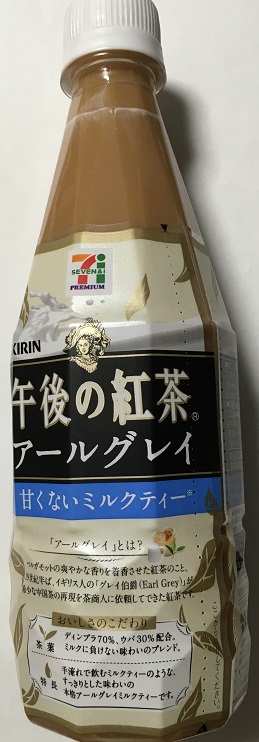 7
SEVEN&i
PREMIUM
KIRIN
午後の紅茶®
アールグレイ
甘くないミルクティー※
「アールグレイ」とは?
ベルガモットの爽やかな香りを着香させた紅茶のこと。
世紀半ば、イギリス人の「グレイ伯爵(Earl Grey)」が
希少な中国茶の再現を茶商人に依頼してできた紅茶です。
おいしさのこだわり
茶葉
ディンブラ70%、ウバ30%配合。
ミルクに負けない味わいのブレンド。
特長
手淹れで飲むミルクティーのような、
すっきりとした味わいの
本格アールグレイミルクティーです。